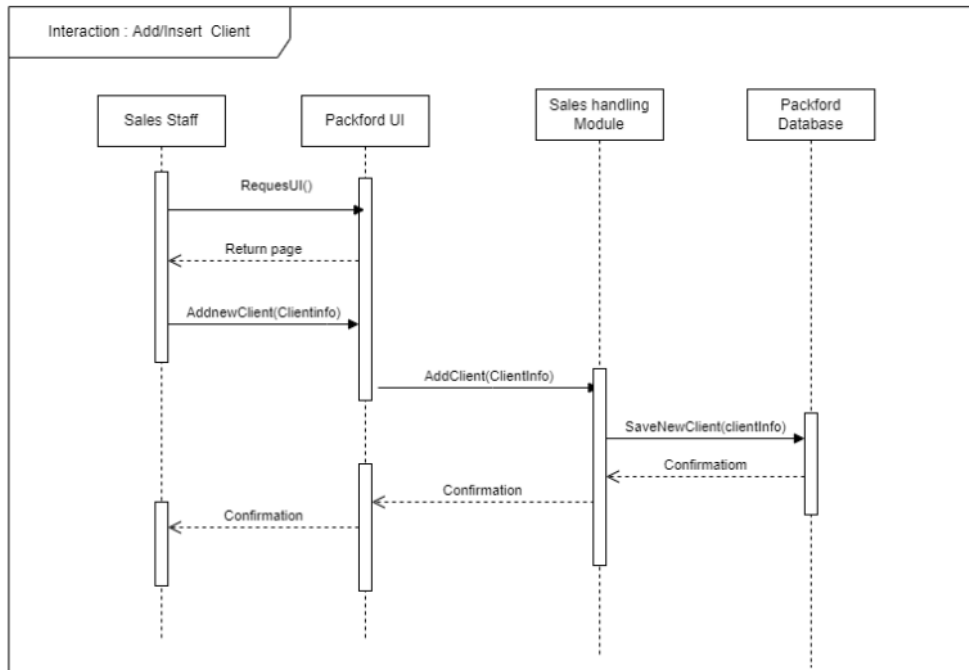 Interaction : Add/Insert Client
Sales Staff
Packford UI
Sales handling
Module
Packford
Database
RequesUI()
Return page
AddnewClient(Clientinfo)
AddClient(ClientInfo)
SaveNewClient(clientInfo)
Confirmatiom
Confirmation
Confirmation